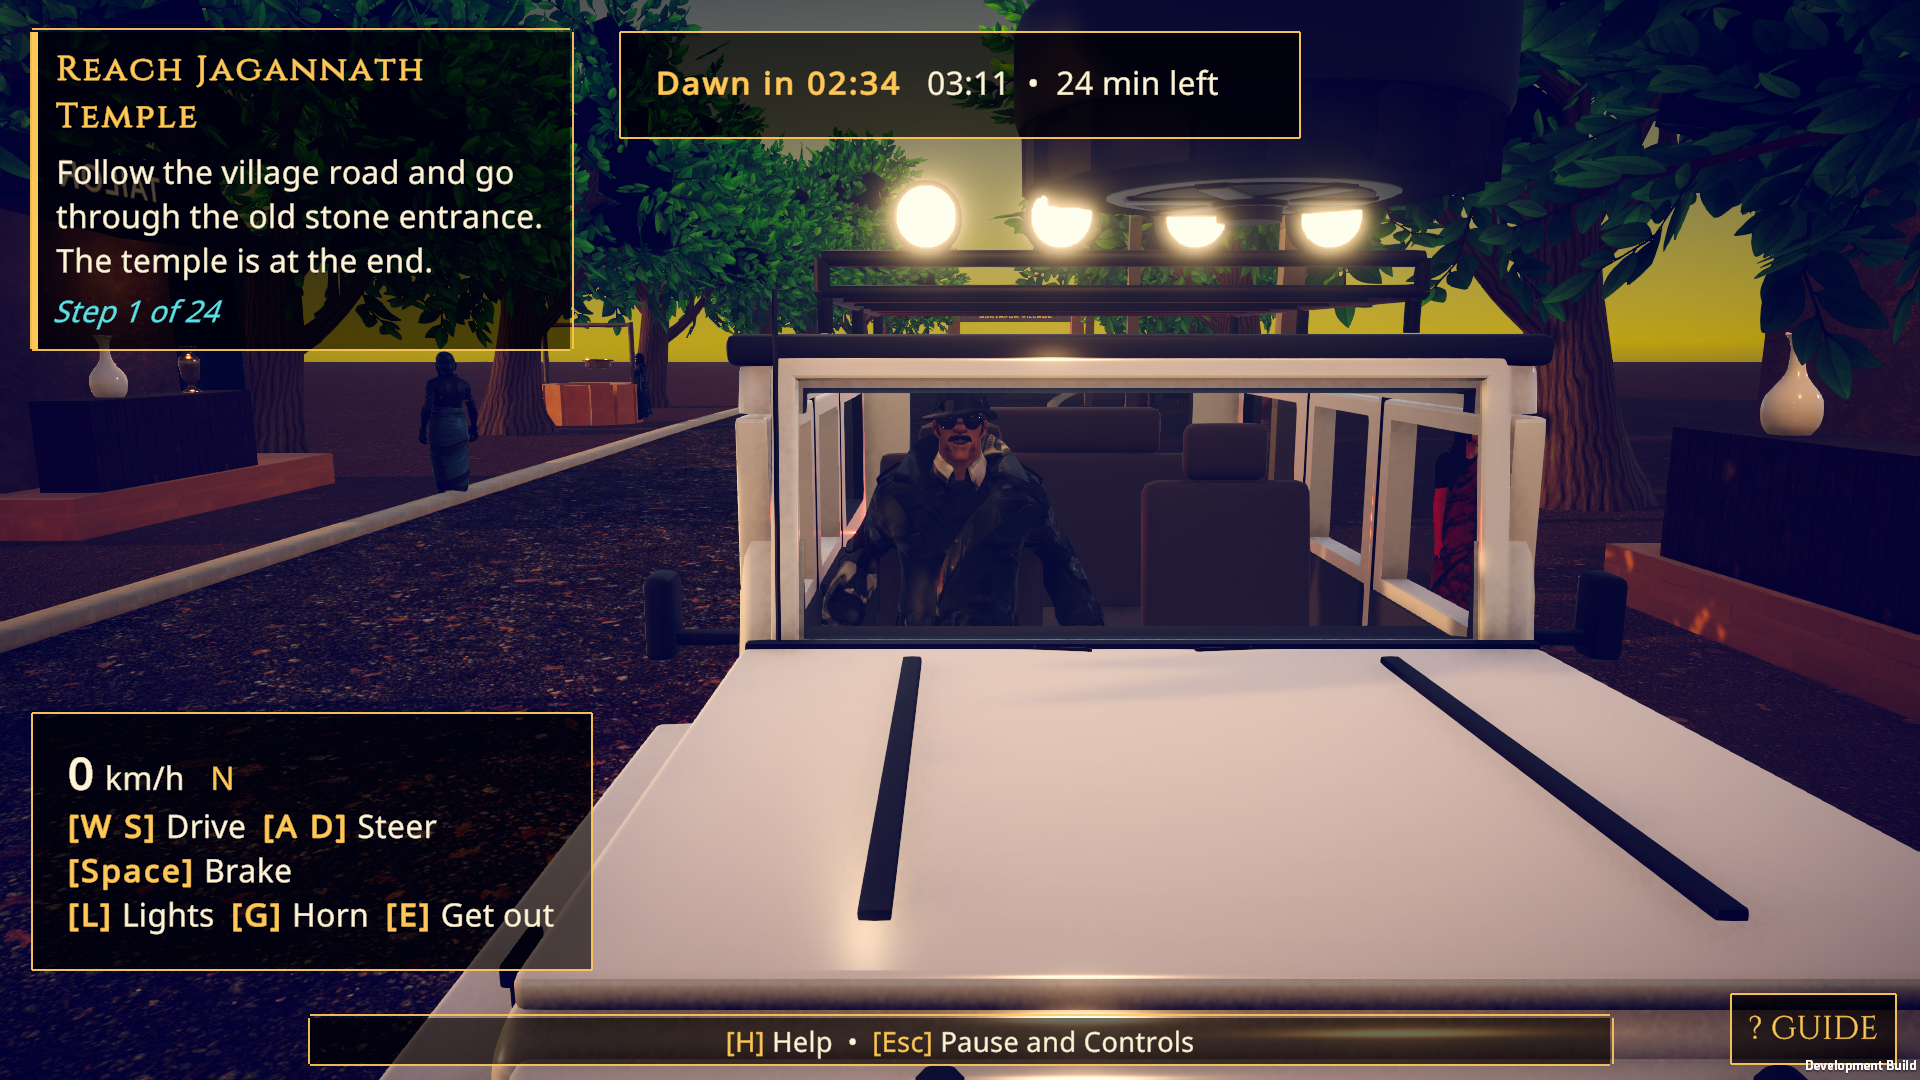 REACH JAGANNATH
TEMPLE
Follow the village road and go
through the old stone entrance.
The temple is at the end.
Step 1 of 24
Dawn in 02:34 03:11 • 24 min left
0 km/h N
[W S] Drive [A D] Steer
[Space] Brake
[L] Lights [G] Horn [E] Get out
[H] Help • [Esc] Pause and Controls
? GUIDE
Development Build